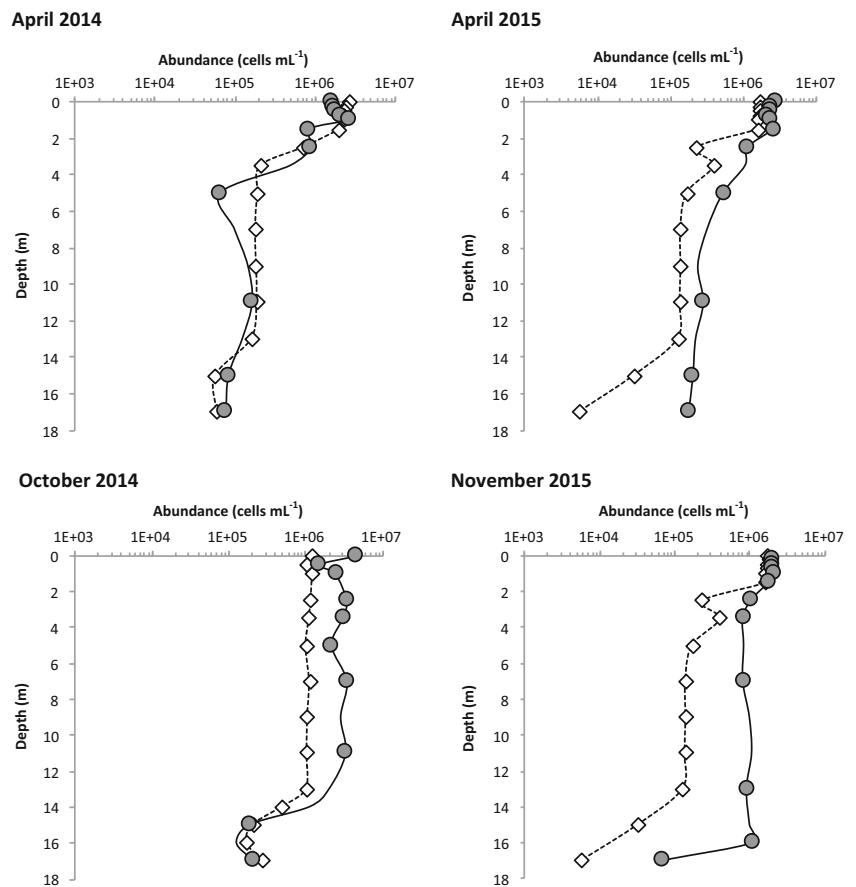 April 2014
Abundance (cells mL-1)
1E+03 1E+04 1E+05 1E+06 1E+07
0
2
4
6
8
10
12
14
16
18
Depth (m)
April 2015
Abundance (cells mL-1)
1E+03 1E+04 1E+05 1E+06 1E+07
0
2
4
6
8
10
12
14
16
18
Depth (m)
October 2014
Abundance (cells mL-1)
1E+03 1E+04 1E+05 1E+06 1E+07
0
2
4
6
8
10
12
14
16
18
Depth (m)
November 2015
Abundance (cells mL-1)
1E+03 1E+04 1E+05 1E+06 1E+07
0
2
4
6
8
10
12
14
16
18
Depth (m)